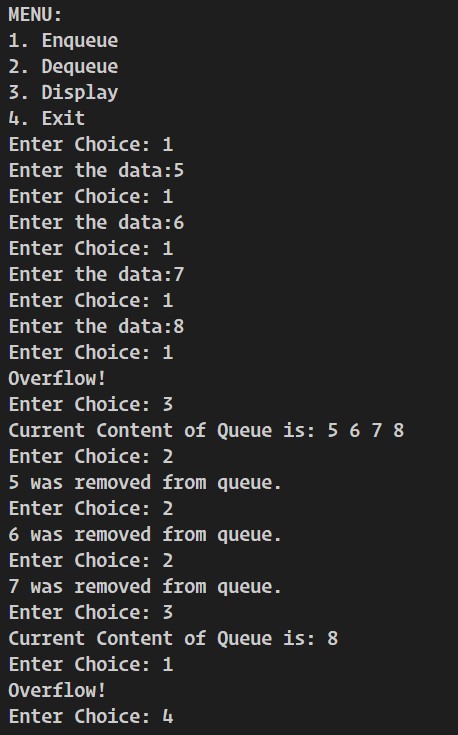 MENU:
1. Enqueue
2. Dequeue
3. Display
4. Exit
Enter Choice: 1
Enter the data:5
Enter Choice: 1
Enter the data:6
Enter Choice: 1
Enter the data:7
Enter Choice: 1
Enter the data:8
Enter Choice: 1
Overflow!
Enter Choice: 3
Current Content of Queue is: 5 6 7 8
Enter Choice: 2
5 was removed from queue.
Enter Choice: 2
6 was removed from queue.
Enter Choice: 2
7 was removed from queue.
Enter Choice: 3
Current Content of Queue is: 8
Enter Choice: 1
Overflow!
Enter Choice: 4